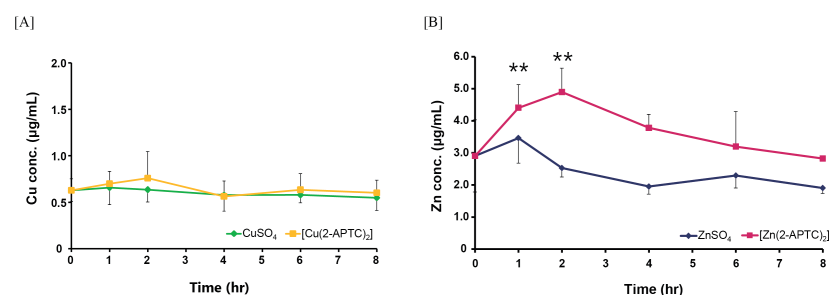 [A]
[B]
Cu conc. (µg/mL)
2.0
1.5
1.0
0.5
0
0 1 2 3 4 5 6 7 8
CuSO4 [Cu(2-APTC)2]
Time (hr)
Zn conc. (µg/mL)
6.0
5.0
4.0
3.0
2.0
1.0
0.0
** **
0 1 2 3 4 5 6 7 8
ZnSO4 [Zn(2-APTC)2]
Time (hr)